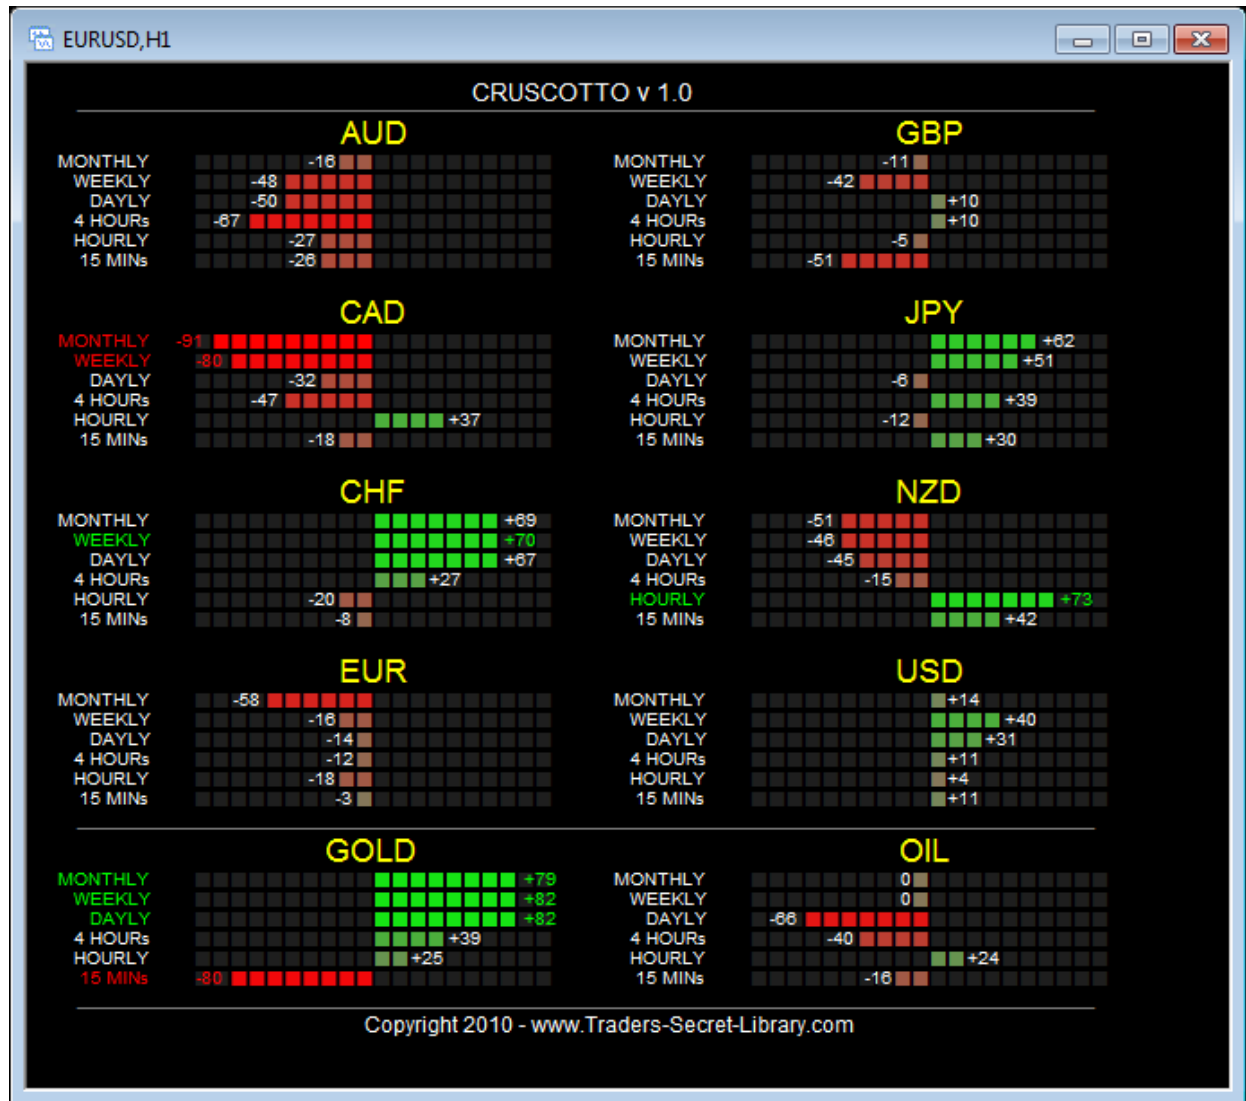 EURUSD,H1
CRUSCOTTO v 1.0
AUD
MONTHLY -16
WEEKLY -48
DAYLY -50
4 HOURs -67
HOURLY -27
15 MINs -26
GBP
MONTHLY -11
WEEKLY -42
DAYLY +10
4 HOURs +10
HOURLY -5
15 MINs -51
CAD
MONTHLY -91
WEEKLY -80
DAYLY -32
4 HOURs -47
HOURLY +37
15 MINs -18
JPY
MONTHLY +62
WEEKLY +51
DAYLY -6
4 HOURs +39
HOURLY -12
15 MINs +30
CHF
MONTHLY +69
WEEKLY +70
DAYLY +67
4 HOURs +27
HOURLY -20
15 MINs -8
NZD
MONTHLY -51
WEEKLY -46
DAYLY -45
4 HOURs -15
HOURLY +73
15 MINs +42
EUR
MONTHLY -58
WEEKLY -16
DAYLY -14
4 HOURs -12
HOURLY -18
15 MINs -3
USD
MONTHLY +14
WEEKLY +40
DAYLY +31
4 HOURs +11
HOURLY +4
15 MINs +11
GOLD
MONTHLY +79
WEEKLY +82
DAYLY +82
4 HOURs +39
HOURLY +25
15 MINs -80
OIL
MONTHLY 0
WEEKLY 0
DAYLY -66
4 HOURs -40
HOURLY +24
15 MINs -16
Copyright 2010 - www.Traders-Secret-Library.com